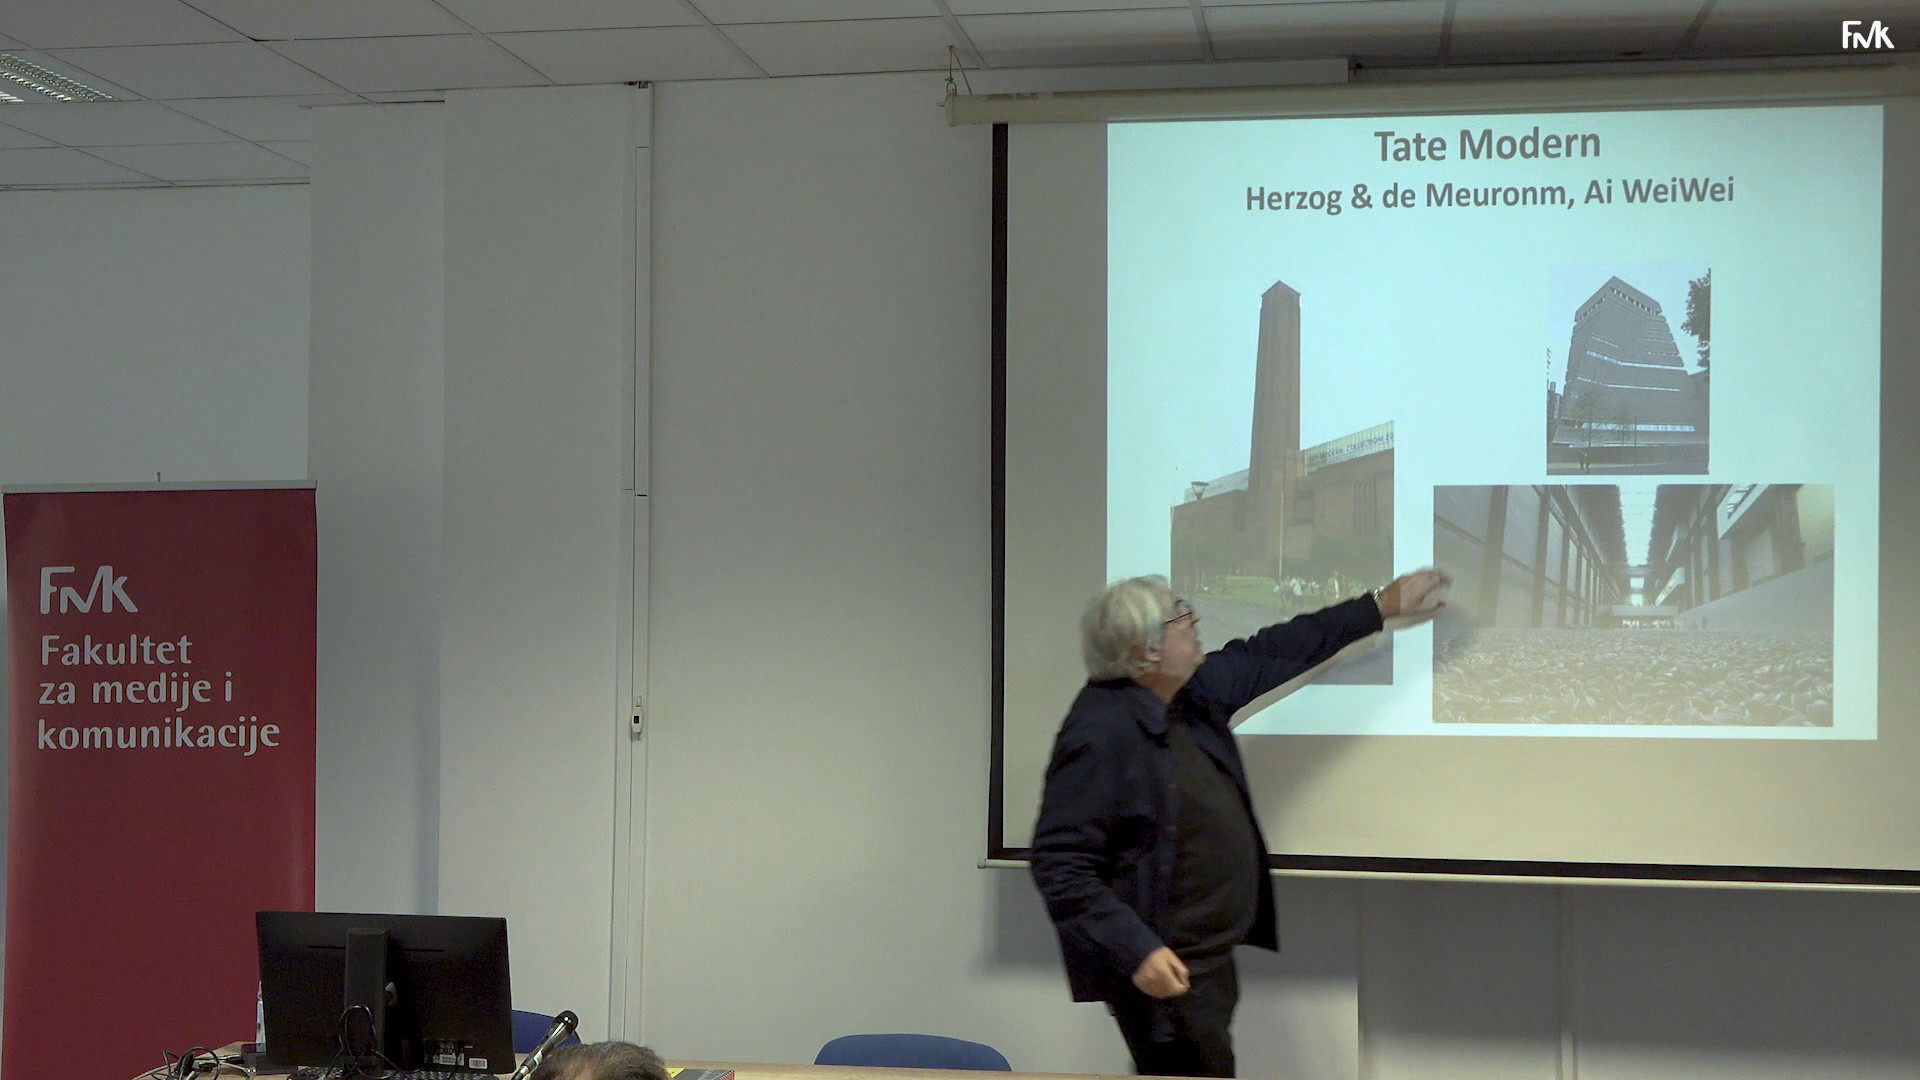 FMK
Tate Modern
Herzog & de Meuronm, Ai WeiWei
FMK
Fakultet
za medije i
komunikacije